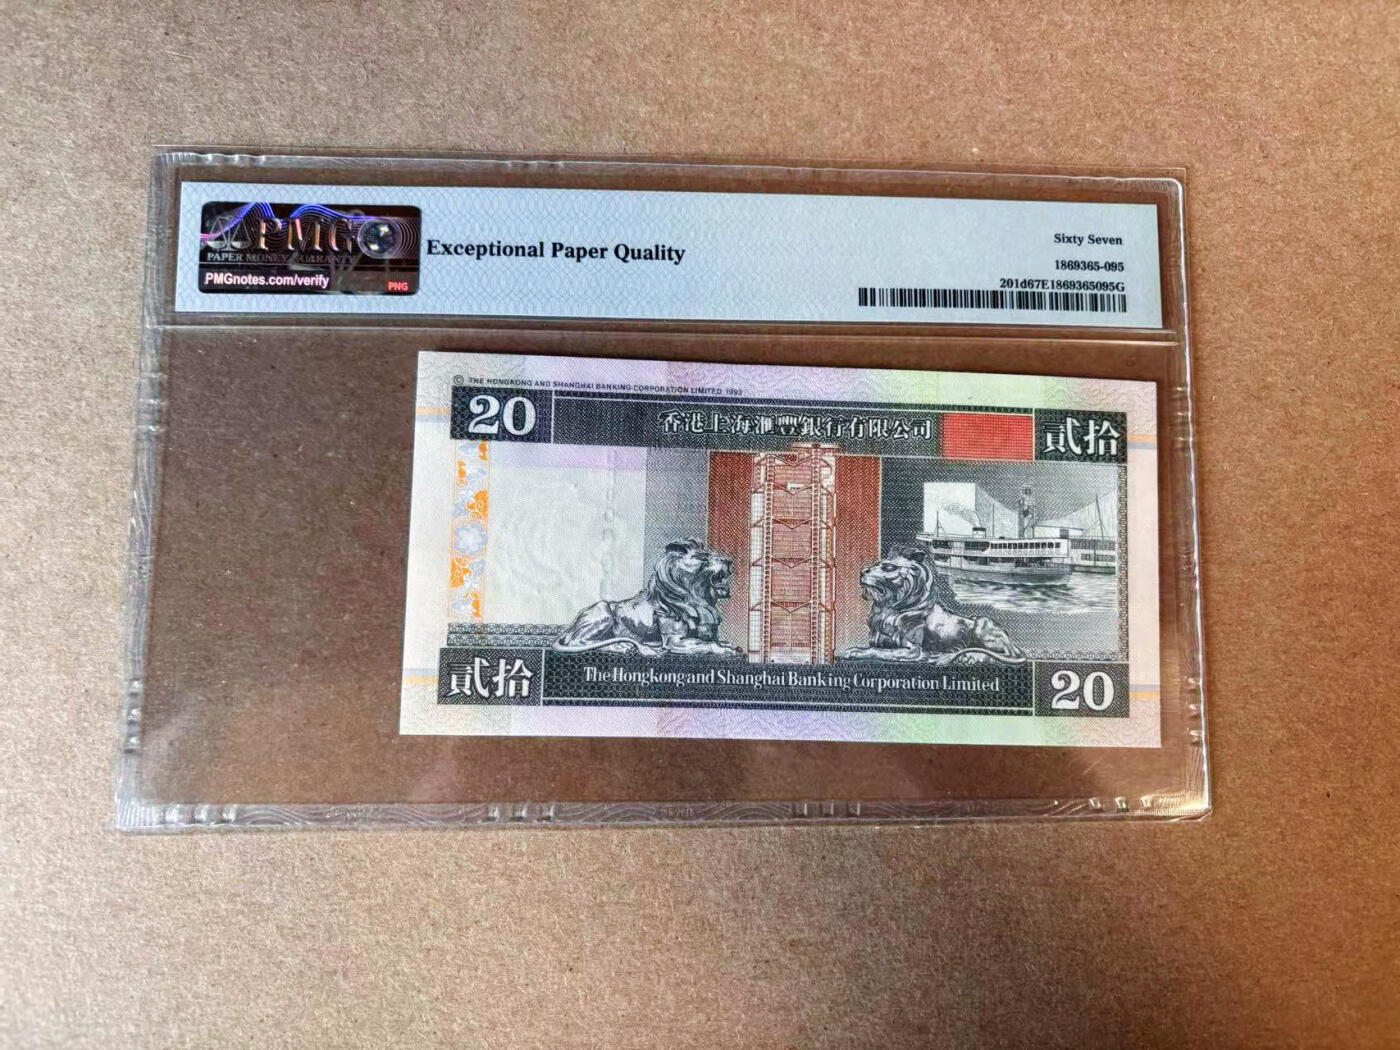 PMG
PAPER MONEY GUARANTY
PMGnotes.com/verify
PNG
Exceptional Paper Quality
Sixty Seven
1869365-095
201d67E1869365095G
© THE HONGKONG AND SHANGHAI BANKING CORPORATION LIMITED 1993
20
香港上海滙豐銀行有限公司
貳拾
貳拾
The Hongkong and Shanghai Banking Corporation Limited
20